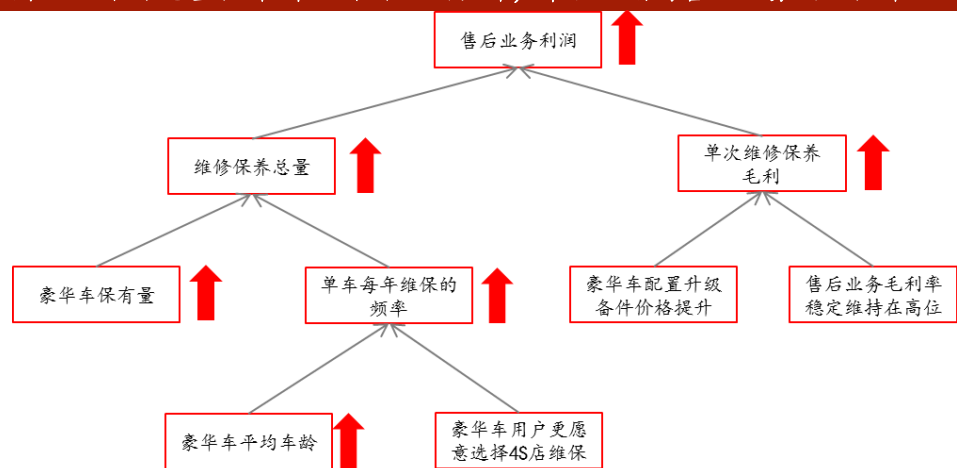 售后业务利润
维修保养总量
单次维修保养
毛利
豪华车保有量
单车每年维保的
频率
豪华车配置升级
备件价格提升
售后业务毛利率
稳定维持在高位
豪华车平均车龄
豪华车用户更愿
意选择4S店维保